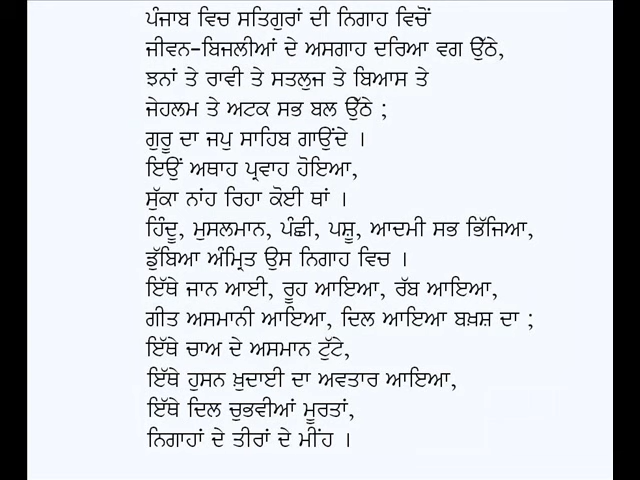 ਪੰਜਾਬ ਵਿਚ ਸਤਿਗੁਰਾਂ ਦੀ ਨਿਗਾਹ ਵਿਚੋਂ
ਜੀਵਨ-ਬਿਜਲੀਆਂ ਦੇ ਅਸਗਾਹ ਦਰਿਆ ਵਗ ਉੱਠੇ,
ਝਨਾਂ ਤੇ ਰਾਵੀ ਤੇ ਸਤਲੁਜ ਤੇ ਬਿਆਸ ਤੇ
ਜੇਹਲਮ ਤੇ ਅਟਕ ਸਭ ਬਲ ਉੱਠੇ ;
ਗੁਰੂ ਦਾ ਜਪੁ ਸਾਹਿਬ ਗਾਉਂਦੇ ।
ਇਉਂ ਅਥਾਹ ਪ੍ਰਵਾਹ ਹੋਇਆ,
ਸੁੱਕਾ ਨਾਂਹ ਰਿਹਾ ਕੋਈ ਥਾਂ ।
ਹਿੰਦੂ, ਮੁਸਲਮਾਨ, ਪੰਛੀ, ਪਸ਼ੂ, ਆਦਮੀ ਸਭ ਭਿੱਜਿਆ,
ਡੁੱਬਿਆ ਅੰਮ੍ਰਿਤ ਉਸ ਨਿਗਾਹ ਵਿਚ ।
ਇੱਥੇ ਜਾਨ ਆਈ, ਰੂਹ ਆਇਆ, ਰੱਬ ਆਇਆ,
ਗੀਤ ਅਸਮਾਨੀ ਆਇਆ, ਦਿਲ ਆਇਆ ਬਖ਼ਸ਼ ਦਾ ;
ਇੱਥੇ ਚਾਅ ਦੇ ਅਸਮਾਨ ਟੁੱਟੇ,
ਇੱਥੇ ਹੁਸਨ ਖ਼ੁਦਾਈ ਦਾ ਅਵਤਾਰ ਆਇਆ,
ਇੱਥੇ ਦਿਲ ਚੁਭਵੀਆਂ ਮੂਰਤਾਂ,
ਨਿਗਾਹਾਂ ਦੇ ਤੀਰਾਂ ਦੇ ਮੀਂਹ ।